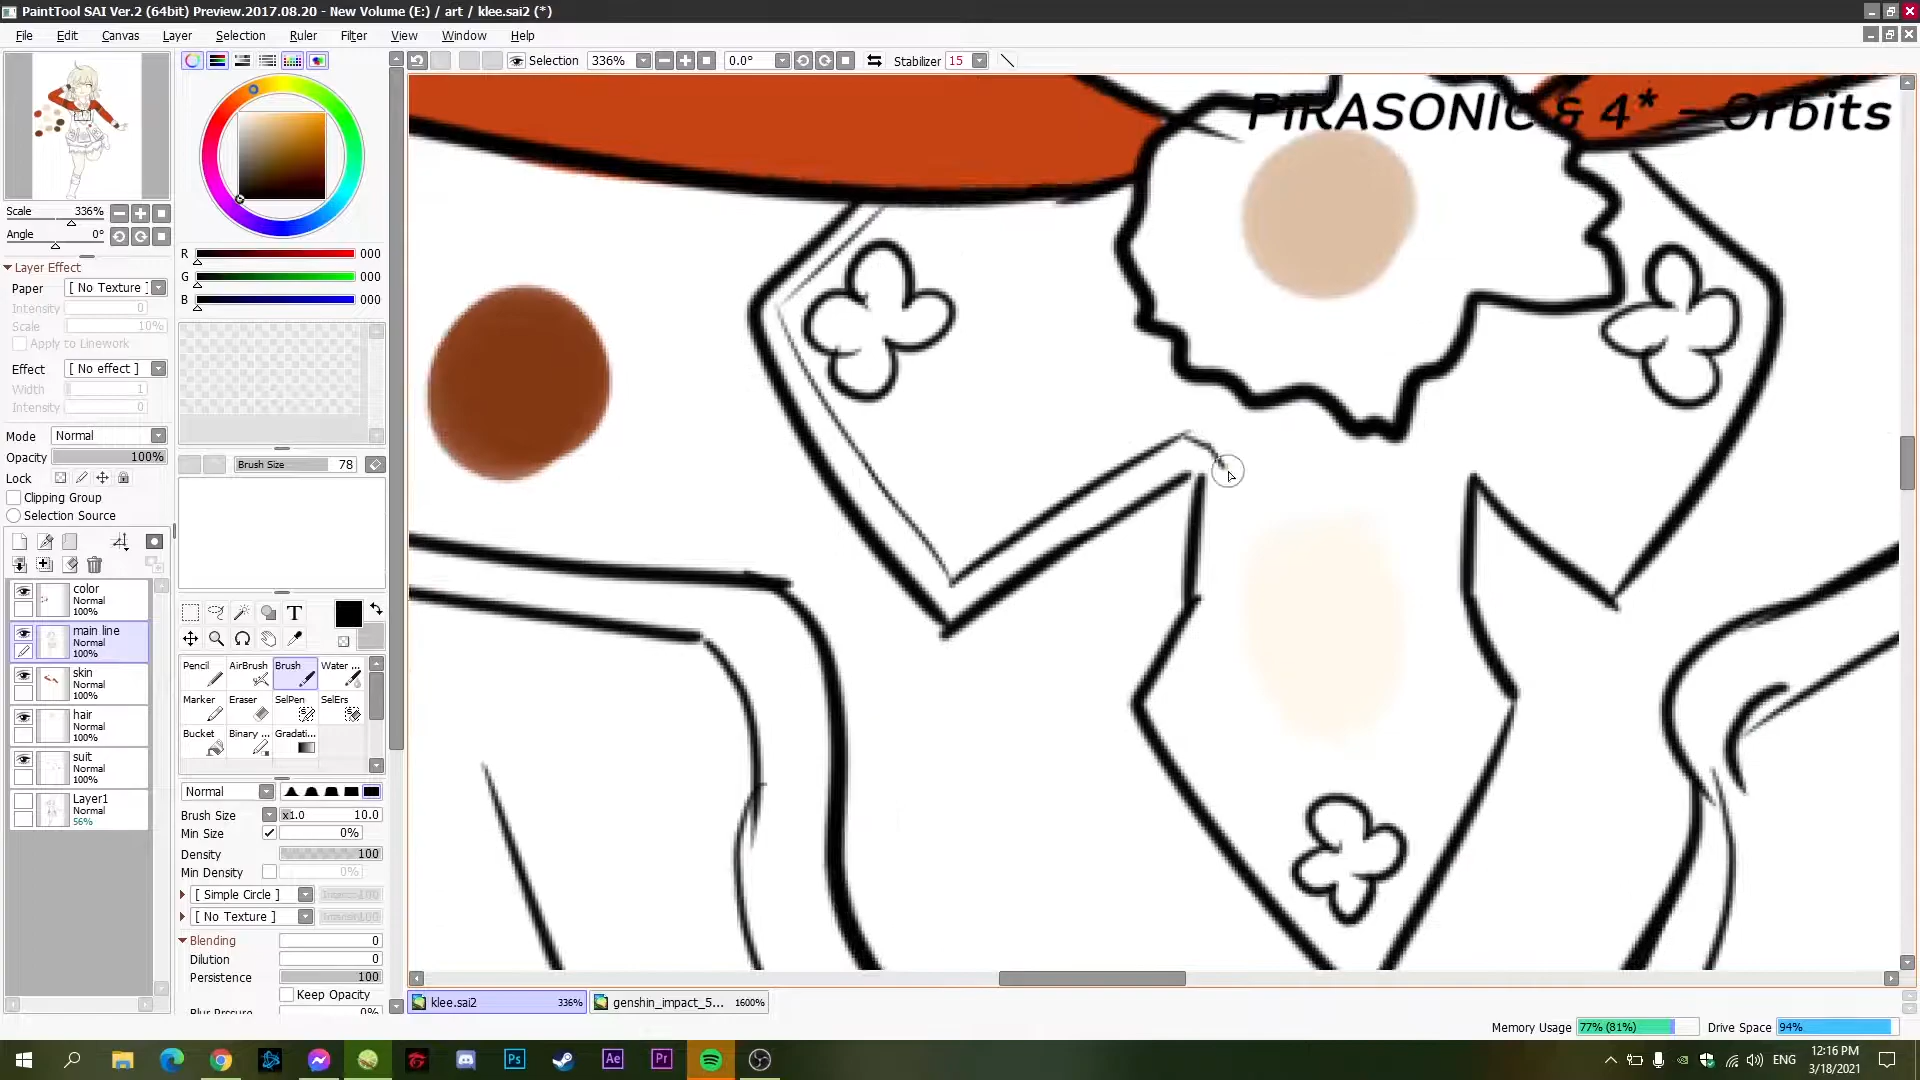 PaintTool SAI Ver.2 (64bit) Preview.2017.08.20 - New Volume (E:) / art / klee.sai2 (*)
File Edit Canvas Layer Selection Ruler Filter View Window Help
Selection 336% 0.0° Stabilizer 15
PIRASONIC & 4* - Orbits
Scale 336%
Angle 0°
Layer Effect
Paper [ No Texture ]
Intensity 0
Scale 10%
Apply to Linework
Effect [ No effect ]
Width 1
Intensity 0
Mode Normal
Opacity 100%
Lock
Clipping Group
Selection Source
color
Normal
100%
main line
Normal
100%
skin
Normal
100%
hair
Normal
100%
suit
Normal
100%
Layer1
Normal
56%
R 000
G 000
B 000
Brush Size 78
T
Pencil AirBrush Brush Water ...
Marker Eraser SelPen SelErs
Bucket Binary ... Gradati...
Normal
Brush Size x1.0 10.0
Min Size 0%
Density 100
Min Density 0%
[ Simple Circle ]
[ No Texture ]
Blending 0
Dilution 0
Persistence 100
Keep Opacity
klee.sai2 336% genshin_impact_5... 1600%
Memory Usage 77% (81%) Drive Space 94%
Ps Ae Pr
ENG
12:16 PM
3/18/2021